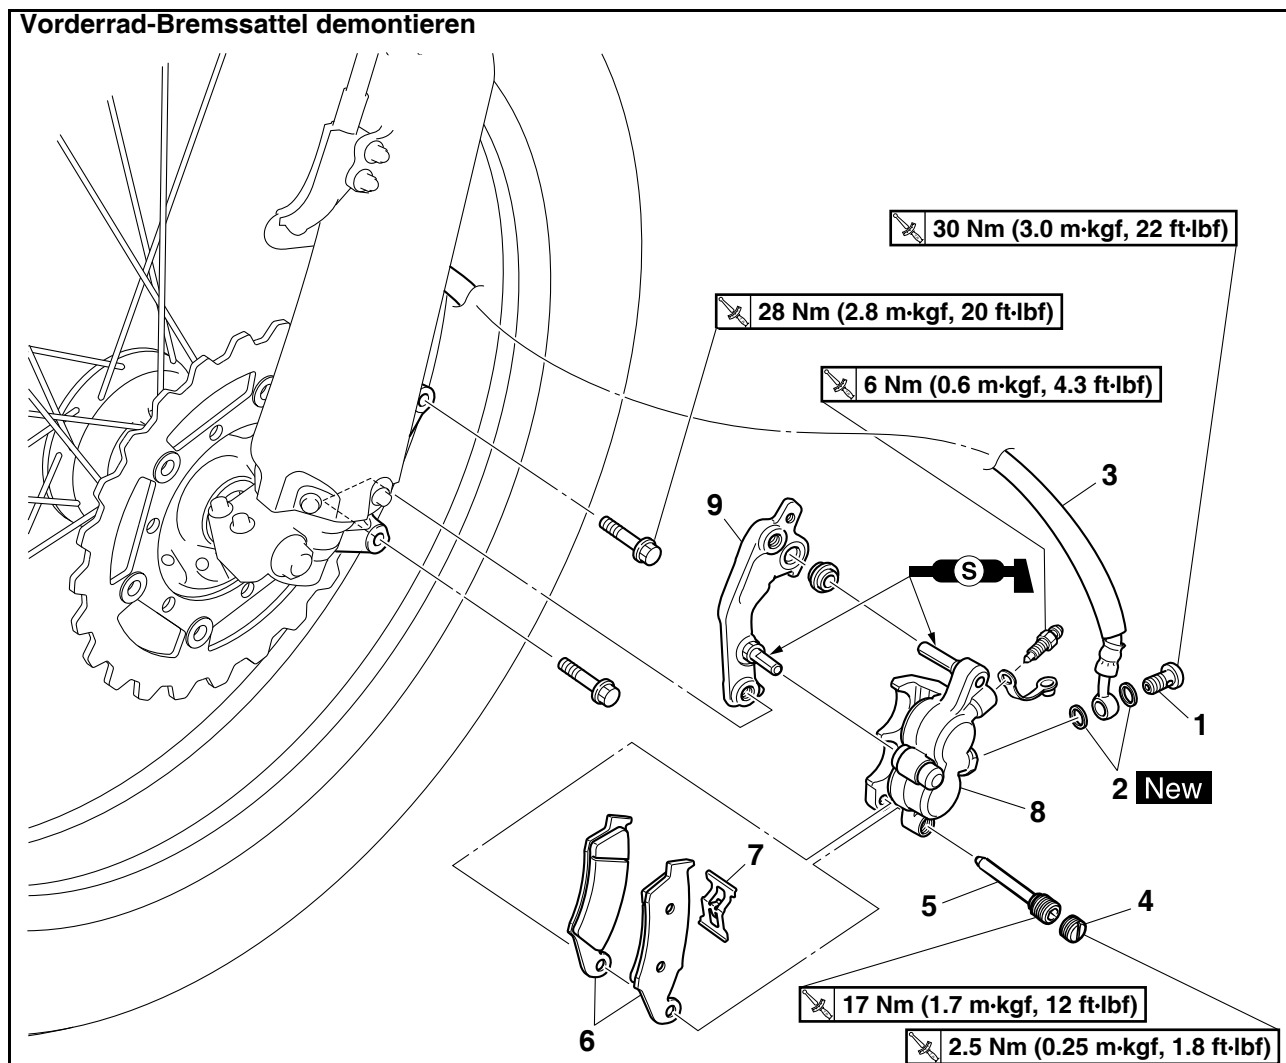 Vorderrad-Bremssattel demontieren
30 Nm (3.0 m·kgf, 22 ft·lbf)
28 Nm (2.8 m·kgf, 20 ft·lbf)
6 Nm (0.6 m·kgf, 4.3 ft·lbf)
3
9
S
1
2 New
8
7
5
4
6
17 Nm (1.7 m·kgf, 12 ft·lbf)
2.5 Nm (0.25 m·kgf, 1.8 ft·lbf)